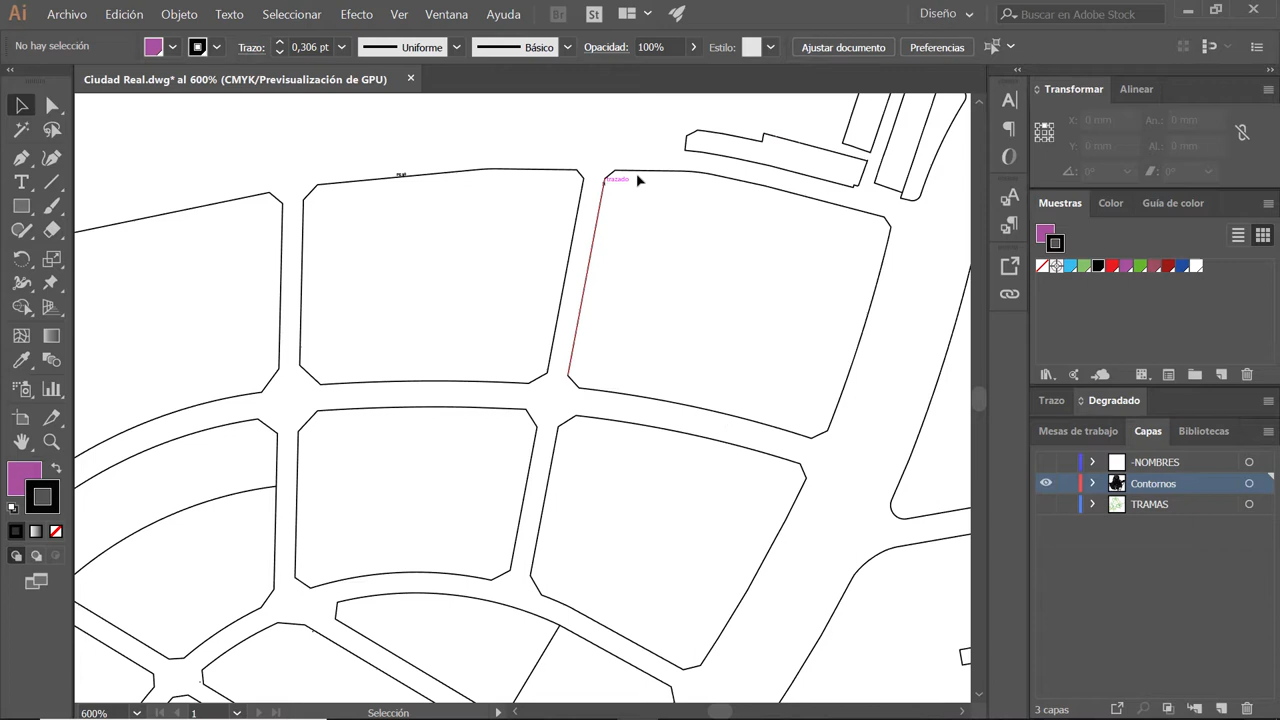 Ai Archivo Edición Objeto Texto Seleccionar Efecto Ver Ventana Ayuda Br St Diseño Buscar en Adobe Stock
No hay selección Trazo: 0,306 pt Uniforme Básico Opacidad: 100% Estilo: Ajustar documento Preferencias
Ciudad Real.dwg* al 600% (CMYK/Previsualización de GPU) ×
trazado
Transformar Alinear
X: 0 mm An.: 0 mm
Y: 0 mm AL: 0 mm
0° 0°
Muestras Color Guía de color
Trazo Degradado
Mesas de trabajo Capas Bibliotecas
-NOMBRES
Contornos
TRAMAS
3 capas
600% 1 Selección